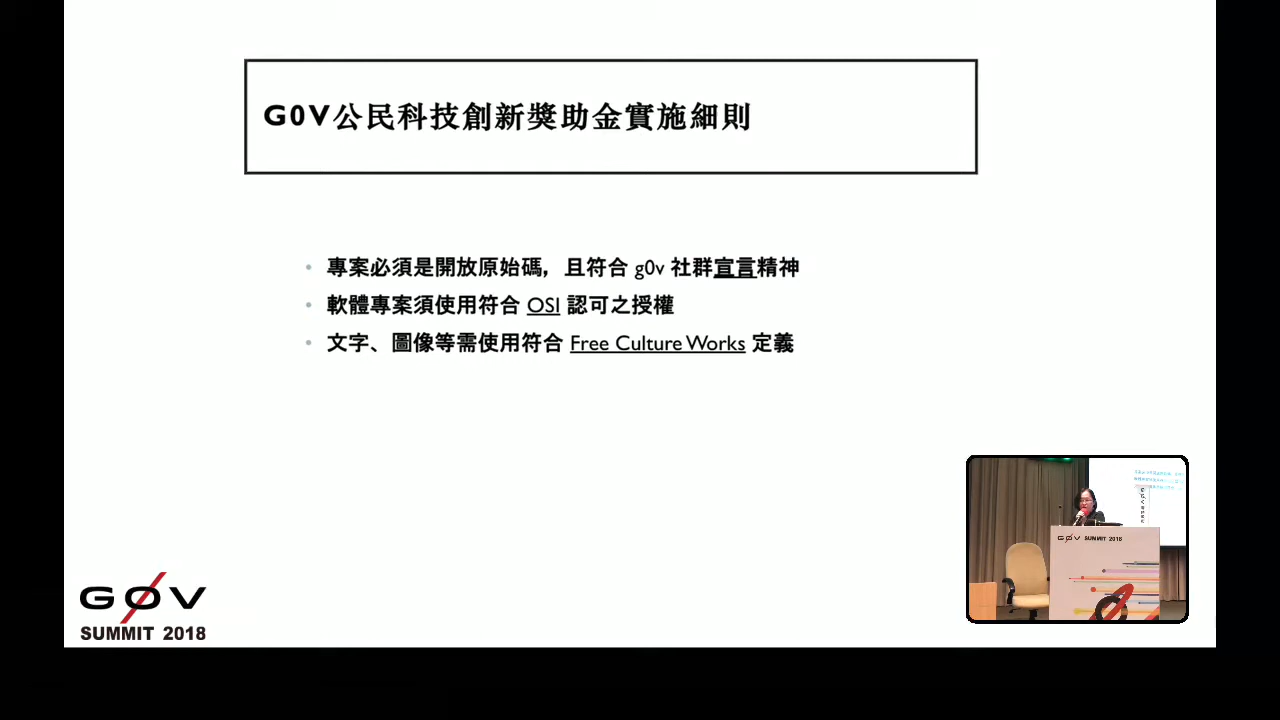 G0V公民科技創新獎助金實施細則
專案必須是開放原始碼，且符合 g0v 社群宣言精神
軟體專案須使用符合 OSI 認可之授權
文字、圖像等需使用符合 Free Culture Works 定義
G0V SUMMIT 2018
G0V
SUMMIT 2018